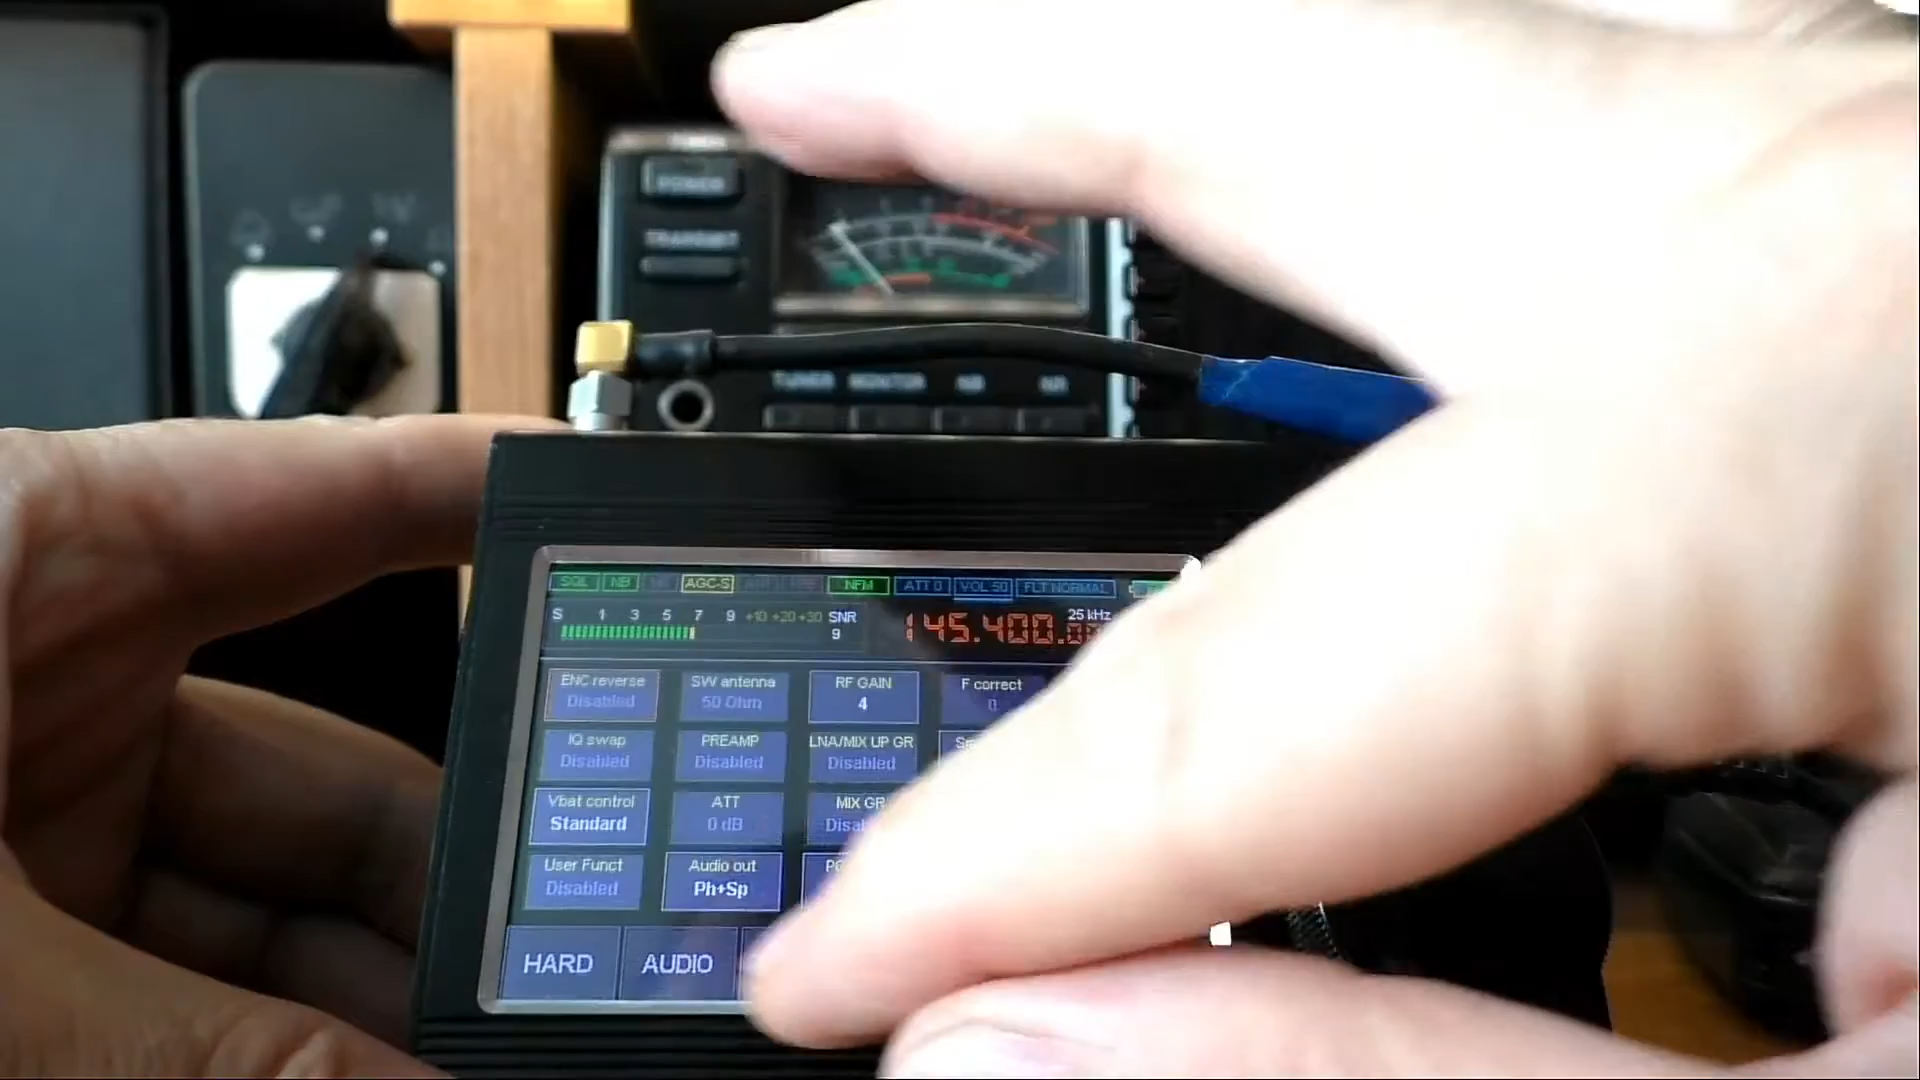 POWER
TRANSMIT
TUNER MONITOR NB NR
SQL NB AGC-S NFM ATT 0 VOL 50 FLT NORMAL
S 1 3 5 7 9 +10 +20 +30 SNR
9
25 kHz
145.400.00
ENC reverse
Disabled
SW antenna
50 Ohm
RF GAIN
4
F correct
0
IQ swap
Disabled
PREAMP
Disabled
LNA/MIX UP GR
Disabled
Vbat control
Standard
ATT
0 dB
MIX GR
User Funct
Disabled
Audio out
Ph+Sp
HARD
AUDIO